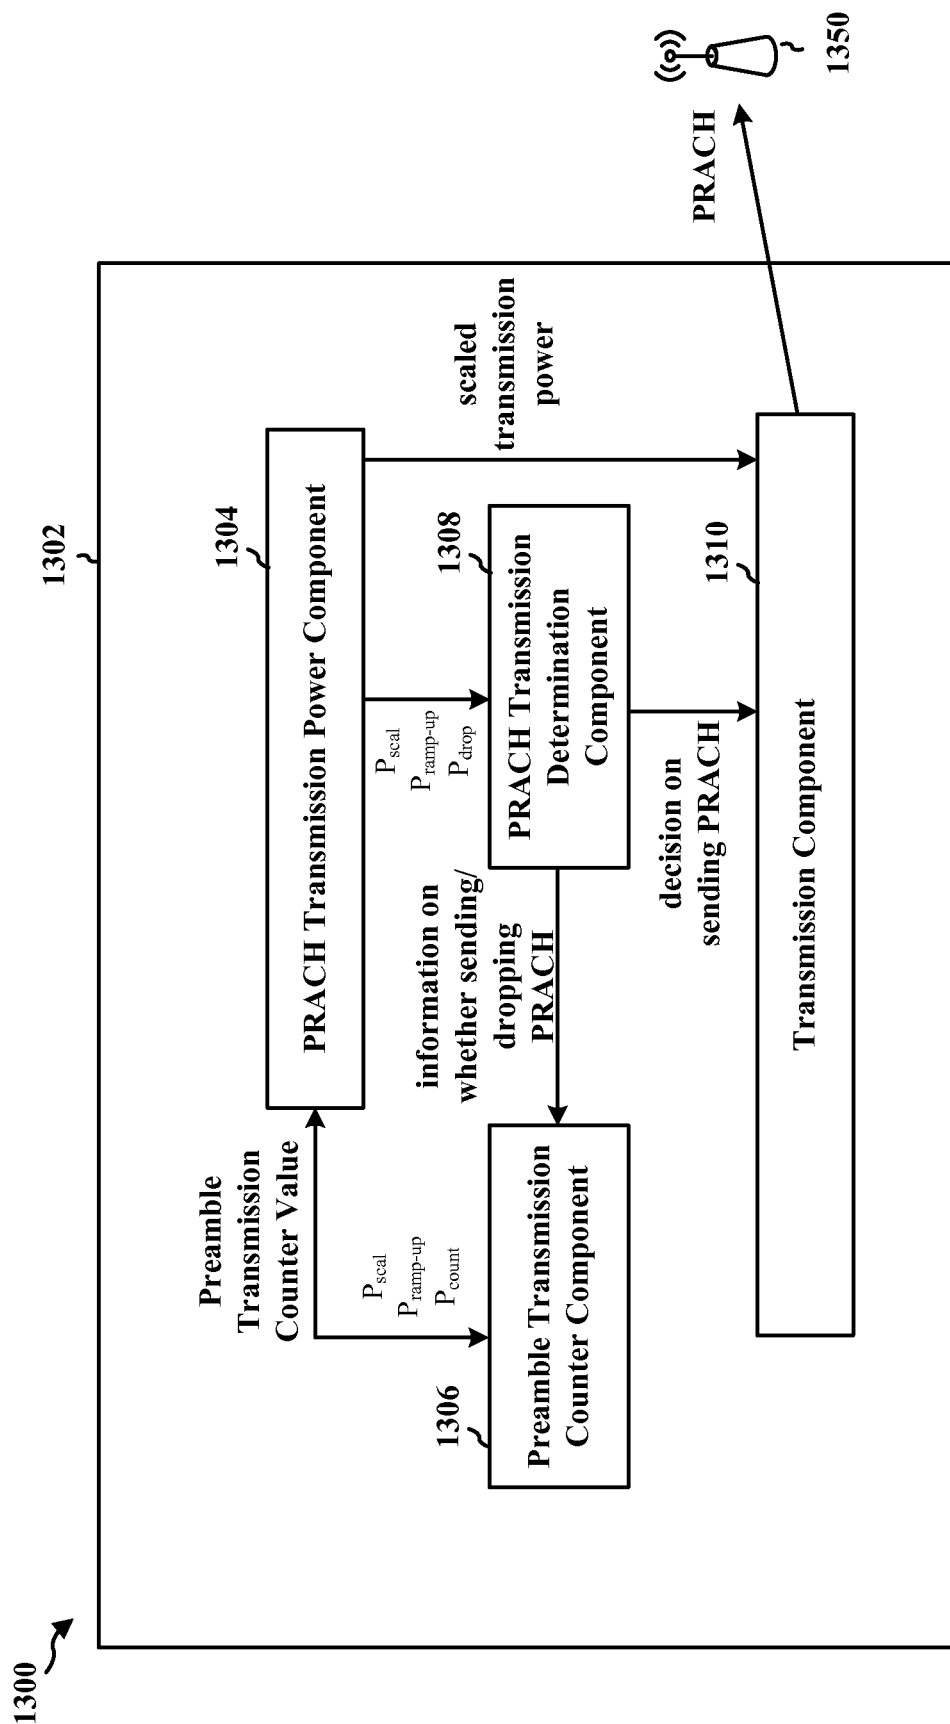 1300
1302
Preamble
Transmission
Counter Value
1304
PRACH Transmission Power Component
P_scal
P_ramp-up
P_count
P_scal
P_ramp-up
P_drop
scaled
transmission
power
1306
Preamble Transmission
Counter Component
information on
whether sending/
dropping
PRACH
1308
PRACH Transmission
Determination
Component
decision on
sending PRACH
1310
Transmission Component
PRACH
1350